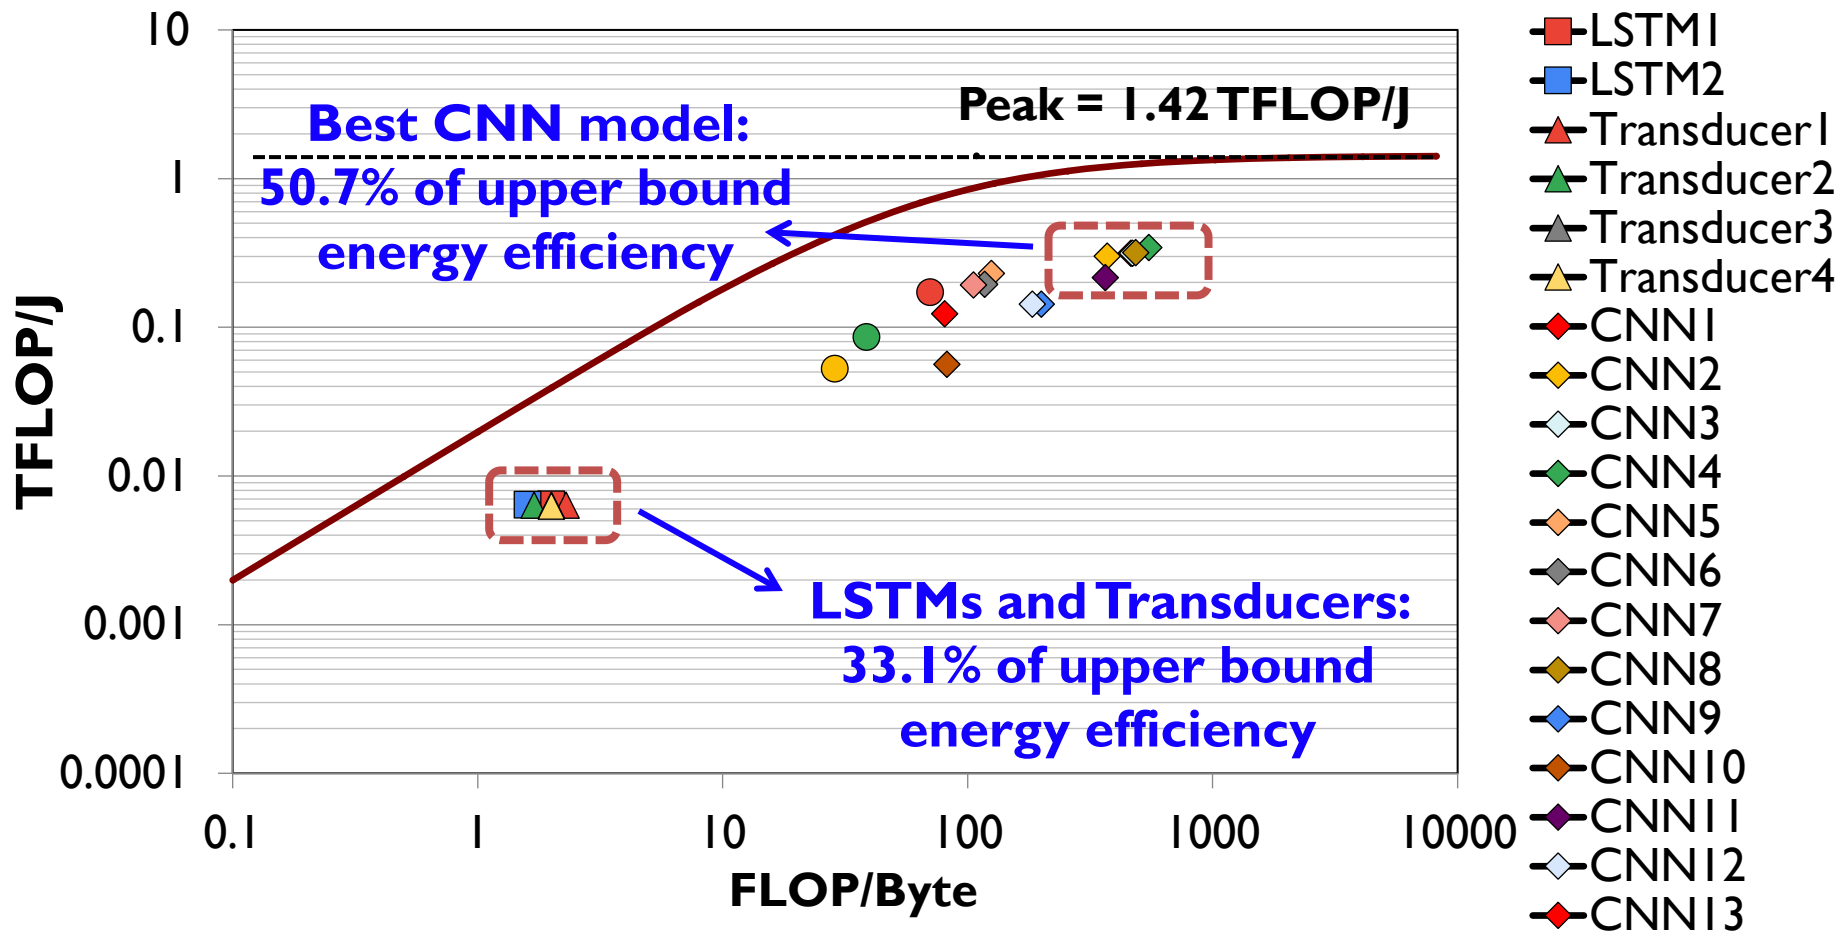 10
1
0.1
0.01
0.001
0.0001
TFLOP/J
Peak = 1.42 TFLOP/J
Best CNN model:
50.7% of upper bound
energy efficiency
LSTMs and Transducers:
33.1% of upper bound
energy efficiency
0.1
1
10
100
1000
10000
FLOP/Byte
LSTM1
LSTM2
Transducer1
Transducer2
Transducer3
Transducer4
CNN1
CNN2
CNN3
CNN4
CNN5
CNN6
CNN7
CNN8
CNN9
CNN10
CNN11
CNN12
CNN13